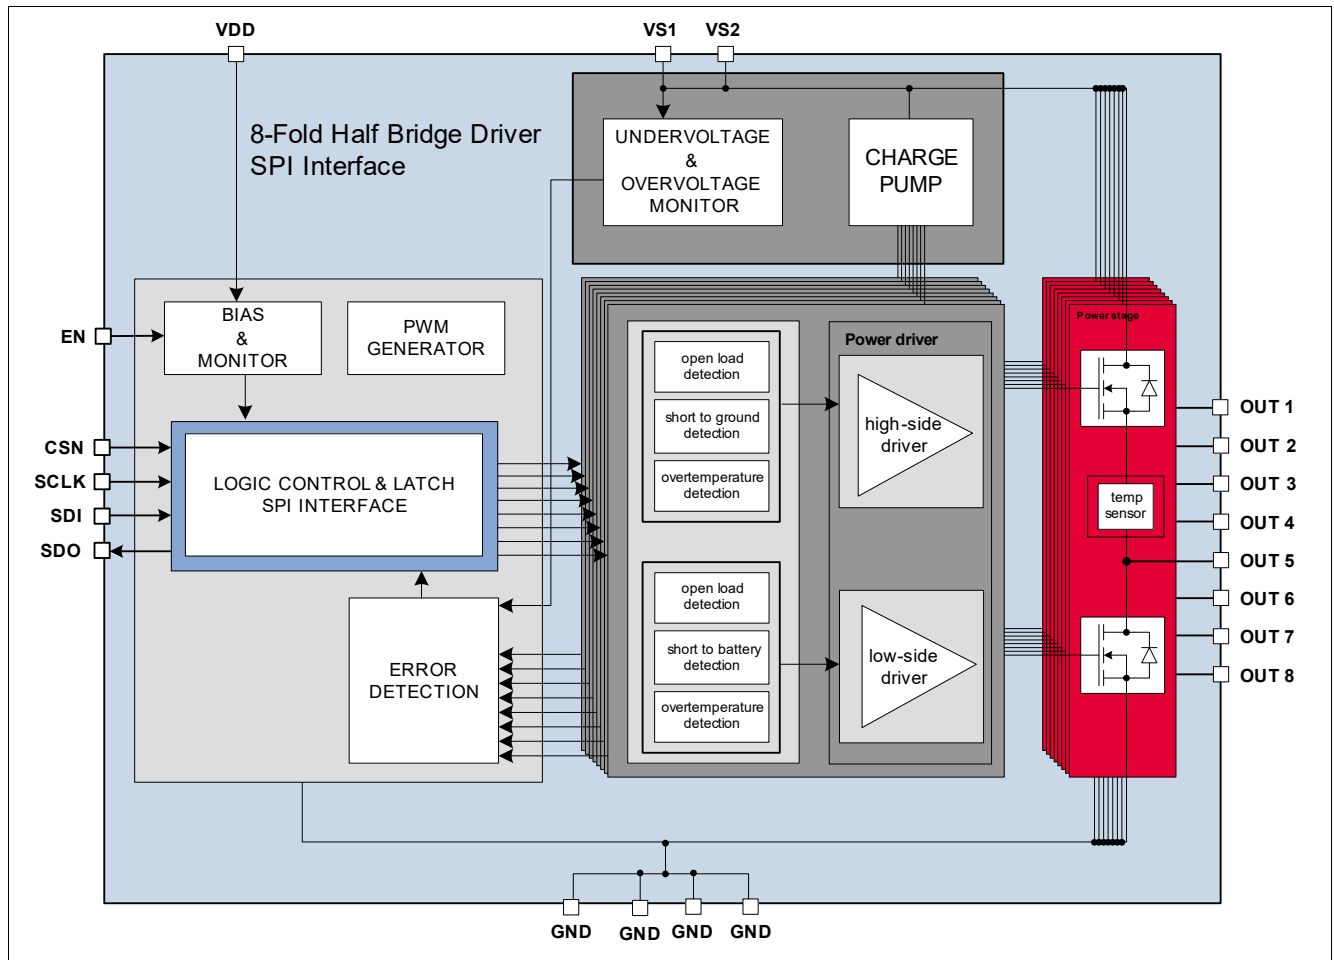 VDD
VS1
VS2
8-Fold Half Bridge Driver
SPI Interface
UNDERVOLTAGE
&
OVERVOLTAGE
MONITOR
CHARGE
PUMP
EN
BIAS
&
MONITOR
PWM
GENERATOR
CSN
SCLK
SDI
SDO
LOGIC CONTROL & LATCH
SPI INTERFACE
ERROR
DETECTION
open load
detection
short to ground
detection
overtemperature
detection
open load
detection
short to battery
detection
overtemperature
detection
Power driver
high-side
driver
low-side
driver
Power stage
temp
sensor
OUT 1
OUT 2
OUT 3
OUT 4
OUT 5
OUT 6
OUT 7
OUT 8
GND
GND
GND
GND